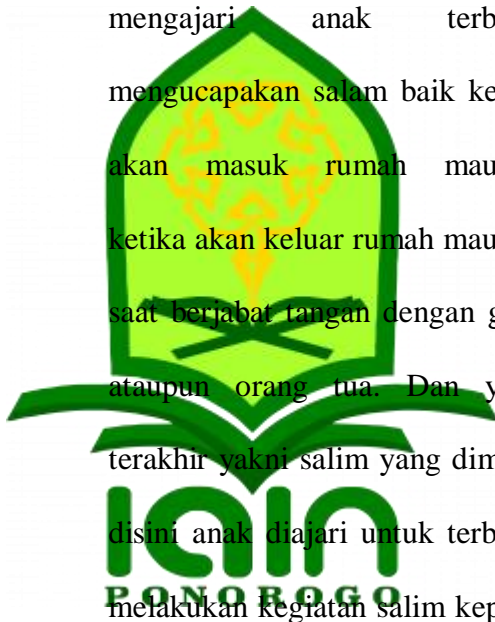 mengajari anak terb
mengucapakan salam baik ke
akan masuk rumah mau
ketika akan keluar rumah mau
saat berjabat tangan dengan g
ataupun orang tua. Dan y
terakhir yakni salim yang dim
disini anak diajari untuk terb
melakukan kegiatan salim kep
iain
PONOROGO